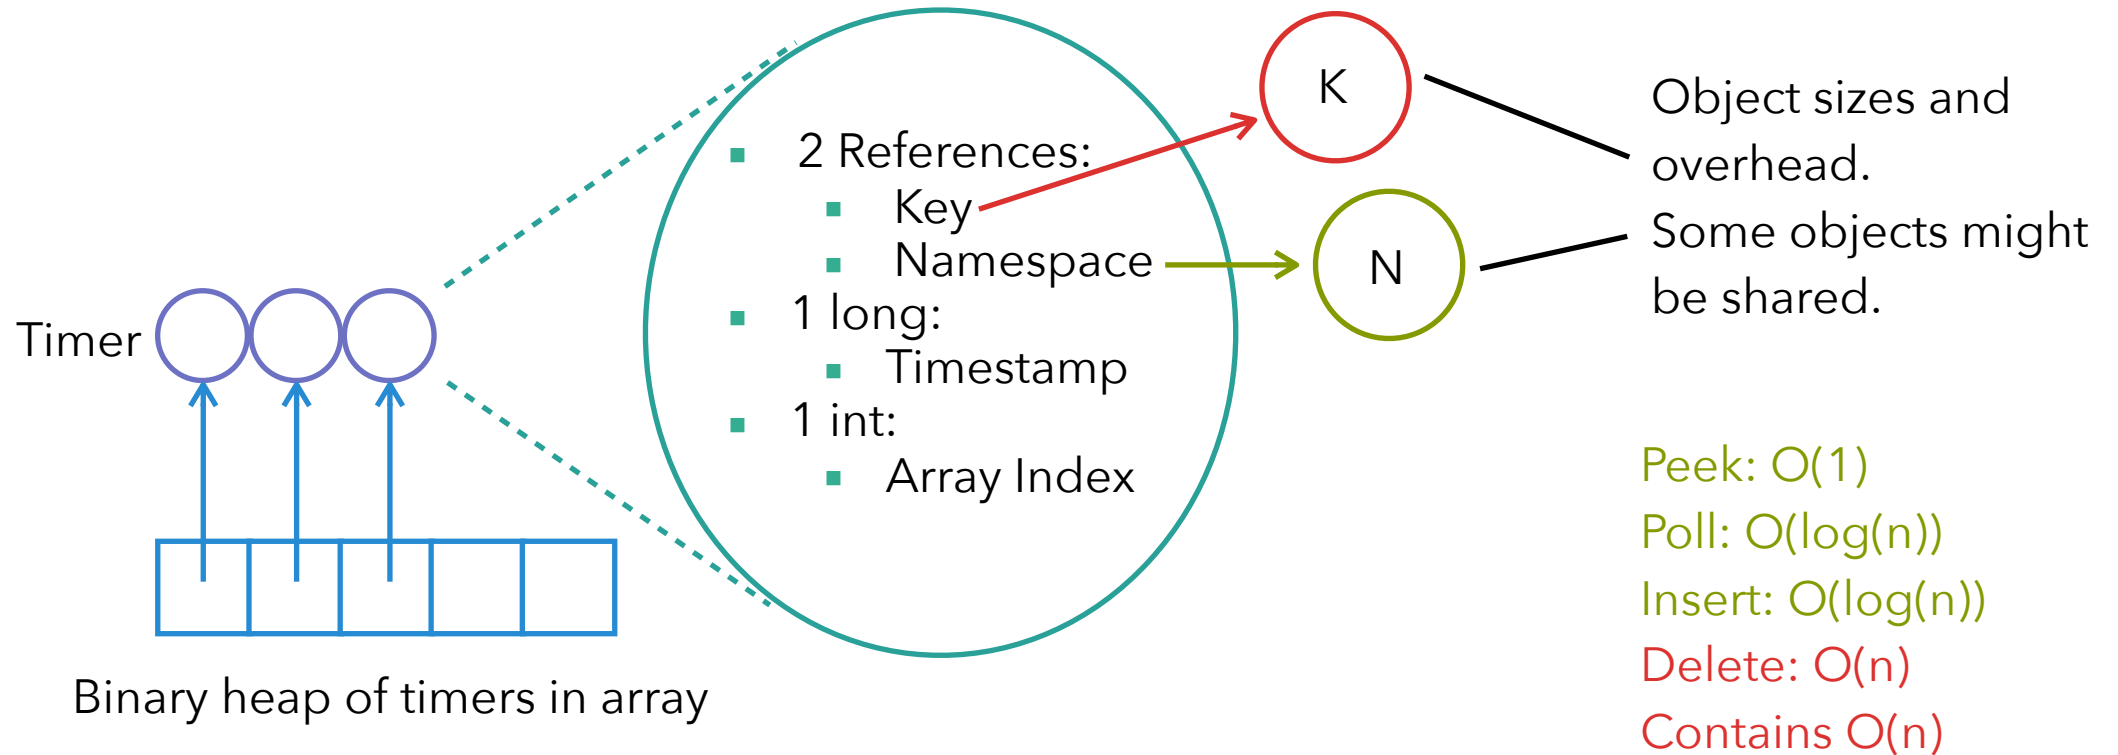 Timer
Binary heap of timers in array
2 References:
Key
Namespace
1 long:
Timestamp
1 int:
Array Index
K
N
Object sizes and
overhead.
Some objects might
be shared.
Peek: O(1)
Poll: O(log(n))
Insert: O(log(n))
Delete: O(n)
Contains O(n)